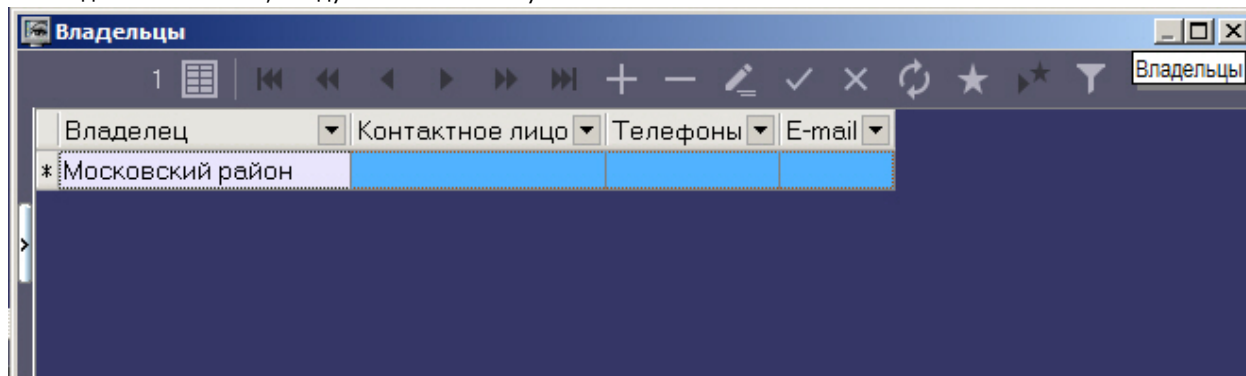 Владельцы
1
Владельцы
Владелец Контактное лицо Телефоны E-mail
* Московский район